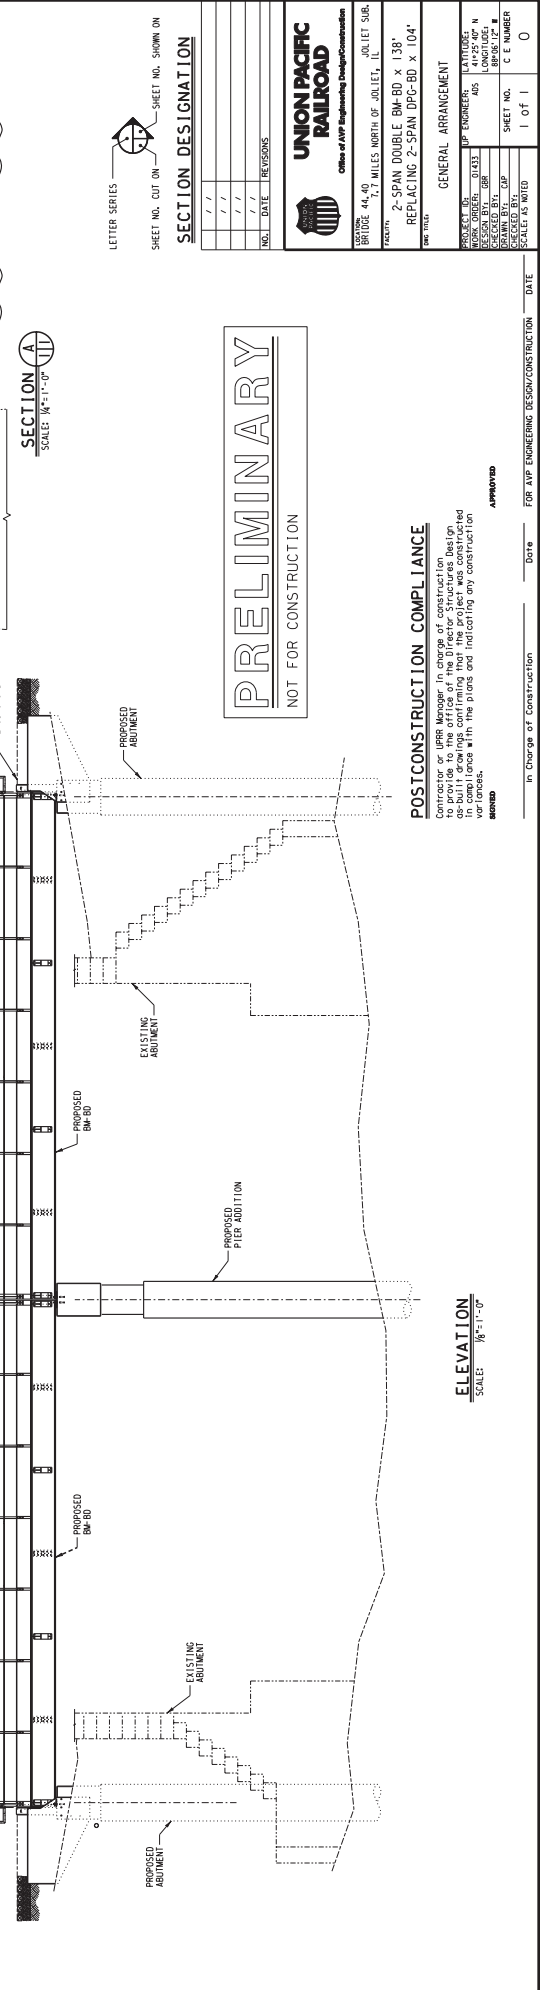 SECTION A
1 1
SCALE: 1/4"=1'-0"
LETTER SERIES
SHEET NO. CUT ON
SHEET NO. SHOWN ON
SECTION DESIGNATION
/ /
/ /
/ /
/ /
NO. DATE REVISIONS
UNION PACIFIC
UNION PACIFIC
RAILROAD
Office of AVP Engineering Design/Construction
LOCATION:
BRIDGE 44.40 JOLIET SUB.
7.7 MILES NORTH OF JOLIET, IL
FACILITY:
2-SPAN DOUBLE BM-BD x 138'
REPLACING 2-SPAN DPG-BD x 104'
DWG TITLE:
GENERAL ARRANGEMENT
PROJECT ID:
WORK ORDER: 01433
DESIGN BY: GBR
CHECKED BY:
DRAWN BY: CAP
CHECKED BY:
SCALE: AS NOTED
UP ENGINEER:
ADS
LATITUDE:
41°25'40" N
LONGITUDE:
88°06'12" W
SHEET NO.
1 of 1
C E NUMBER
0
PRELIMINARY
NOT FOR CONSTRUCTION
POSTCONSTRUCTION COMPLIANCE
Contractor or UPRR Manager in charge of construction
to provide to the office of the Director Structures Design
as-built drawings confirming that the project was constructed
in compliance with the plans and indicating any construction
variances.
SIGNED
APPROVED
In Charge of Construction
Date
FOR AVP ENGINEERING DESIGN/CONSTRUCTION
DATE
PROPOSED
ABUTMENT
EXISTING
ABUTMENT
PROPOSED
BM-BD
PROPOSED
PIER ADDITION
PROPOSED
BM-BD
EXISTING
ABUTMENT
PROPOSED
ABUTMENT
ELEVATION
SCALE: 1/8"=1'-0"